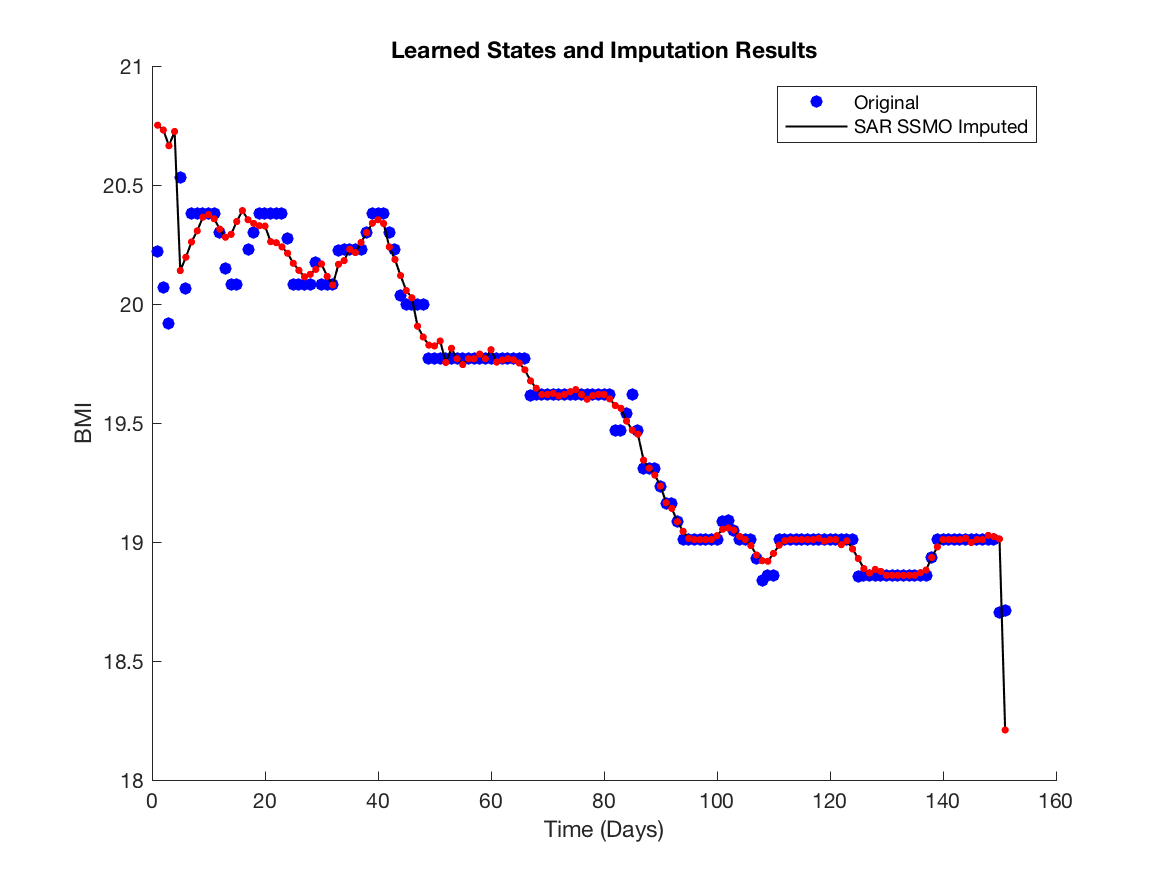 Learned States and Imputation Results
21
20.5
20
19.5
19
18.5
18
BMI
Original
SAR SSMO Imputed
0 20 40 60 80 100 120 140 160
Time (Days)